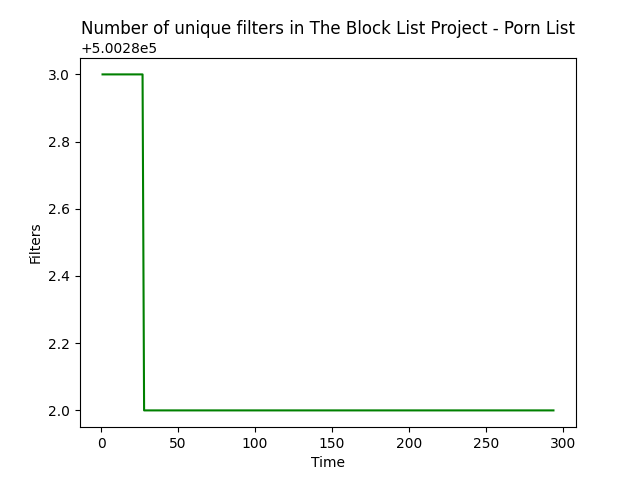 Number of unique filters in The Block List Project - Porn List
+5.0028e5
3.0
2.8
2.6
2.4
2.2
2.0
Filters
0 50 100 150 200 250 300
Time